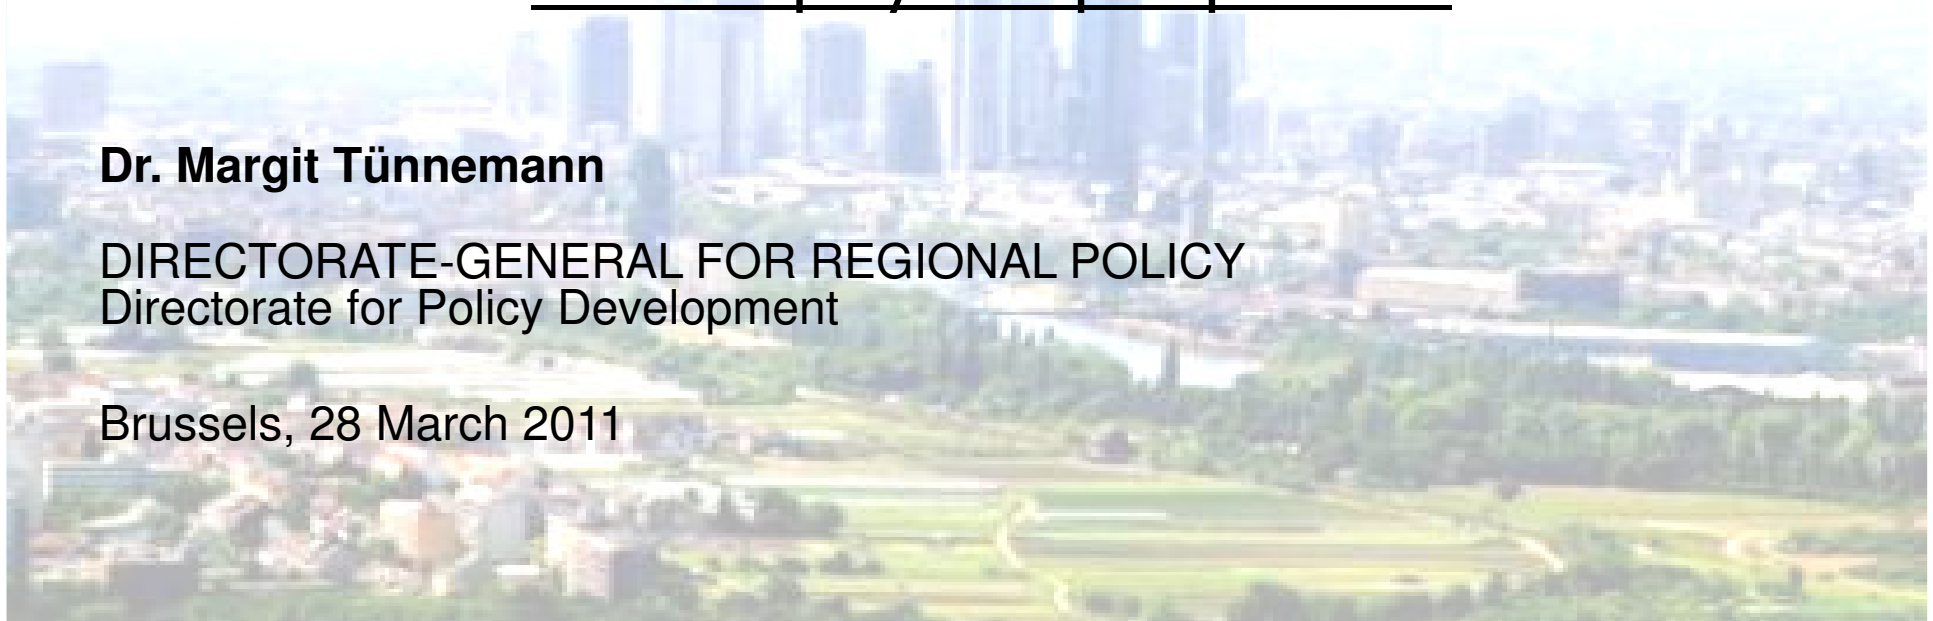 Dr. Margit Tünnemann
DIRECTORATE-GENERAL FOR REGIONAL POLICY
Directorate for Policy Development
Brussels, 28 March 2011